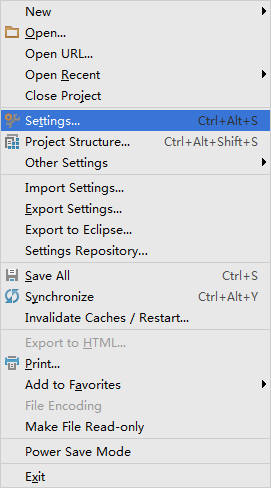 New
Open...
Open URL...
Open Recent
Close Project
Settings... Ctrl+Alt+S
Project Structure... Ctrl+Alt+Shift+S
Other Settings
Import Settings...
Export Settings...
Export to Eclipse...
Settings Repository...
Save All Ctrl+S
Synchronize Ctrl+Alt+Y
Invalidate Caches / Restart...
Export to HTML...
Print...
Add to Favorites
File Encoding
Make File Read-only
Power Save Mode
Exit